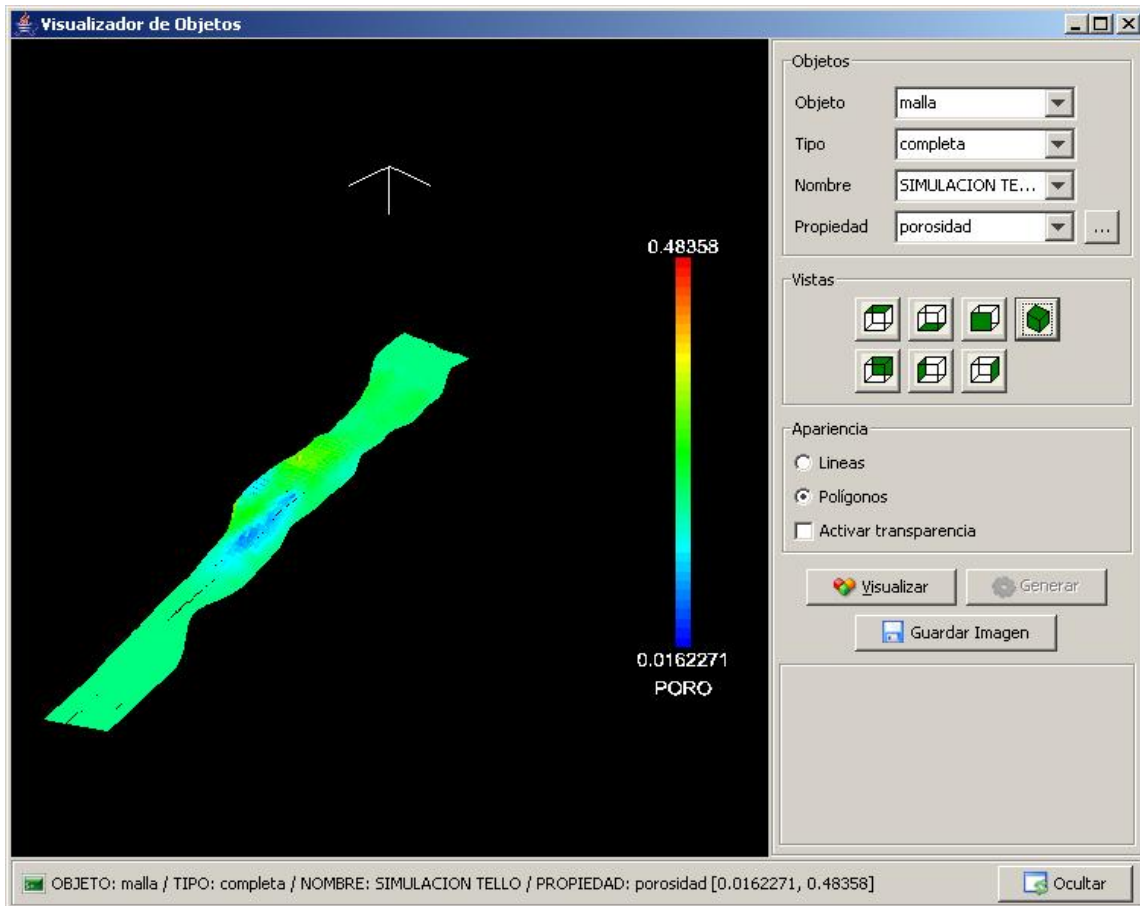 Visualizador de Objetos
0.48358
0.0162271
PORO
Objetos
Objeto malla
Tipo completa
Nombre SIMULACION TE...
Propiedad porosidad ...
Vistas
Apariencia
Lineas
Polígonos
Activar transparencia
Visualizar Generar
Guardar Imagen
OBJETO: malla / TIPO: completa / NOMBRE: SIMULACION TELLO / PROPIEDAD: porosidad [0.0162271, 0.48358] Ocultar